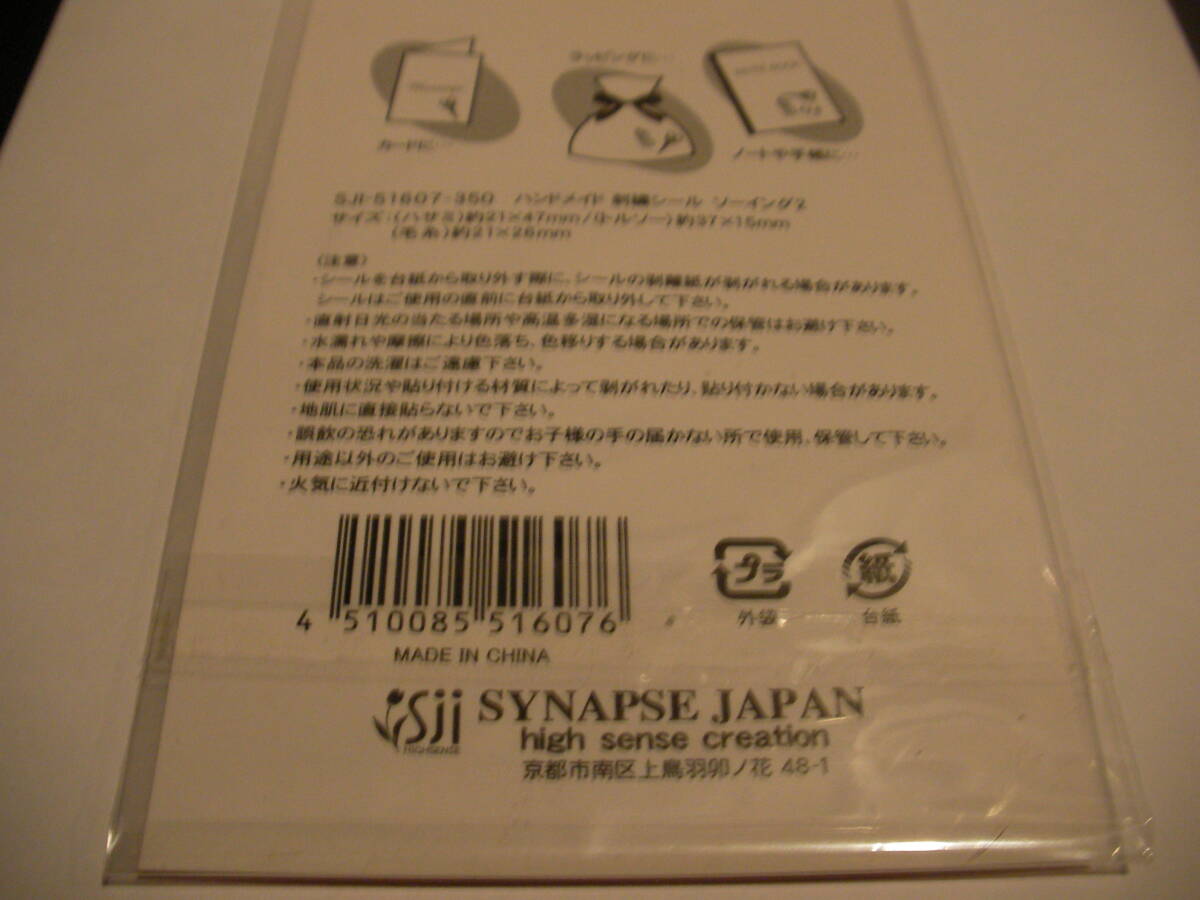 ラッピングに…
カードに…
ノートや手帳に…
SJI-51607-350 ハンドメイド 刺繍シール ソーイング2
サイズ:(ハサミ)約21×47mm/(トルソー)約37×15mm
(毛糸)約21×26mm
(注意)
・シールを台紙から取り外す際に、シールの剥離紙が剥がれる場合があります。
シールはご使用の直前に台紙から取り外して下さい。
・直射日光の当たる場所や高温多湿になる場所での保管はお避け下さい。
・水濡れや摩擦により色落ち、色移りする場合があります。
・本品の洗濯はご遠慮下さい。
・使用状況や貼り付ける材質によって剥がれたり、貼り付かない場合があります。
・地肌に直接貼らないで下さい。
・誤飲の恐れがありますのでお子様の手の届かない所で使用、保管して下さい。
・用途以外のご使用はお避け下さい。
・火気に近付けないで下さい。
4 510085 516076
プラ
外袋
紙
台紙
MADE IN CHINA
Sji
HIGHSENSE
SYNAPSE JAPAN
high sense creation
京都市南区上鳥羽卯ノ花 48-1